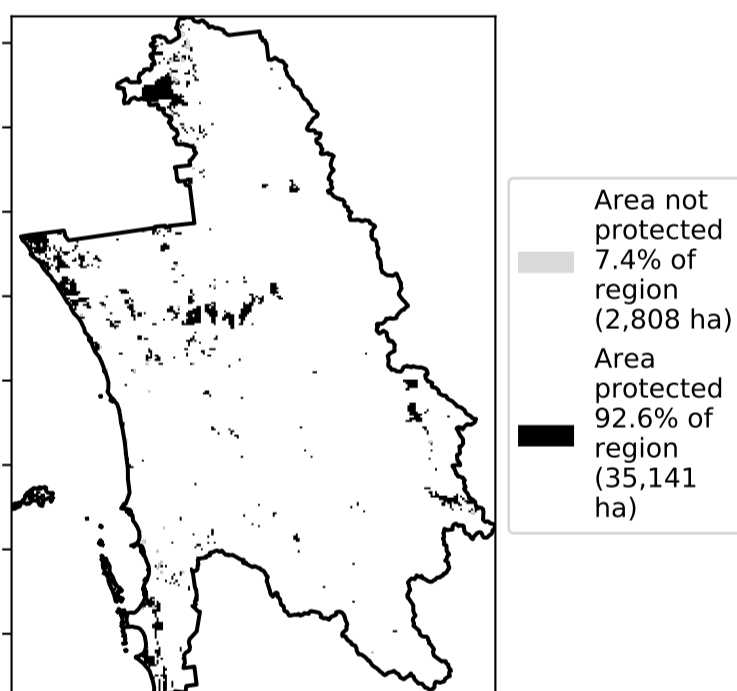 Area not
protected
7.4% of
region
(2,808 ha)
Area
protected
92.6% of
region
(35,141
ha)